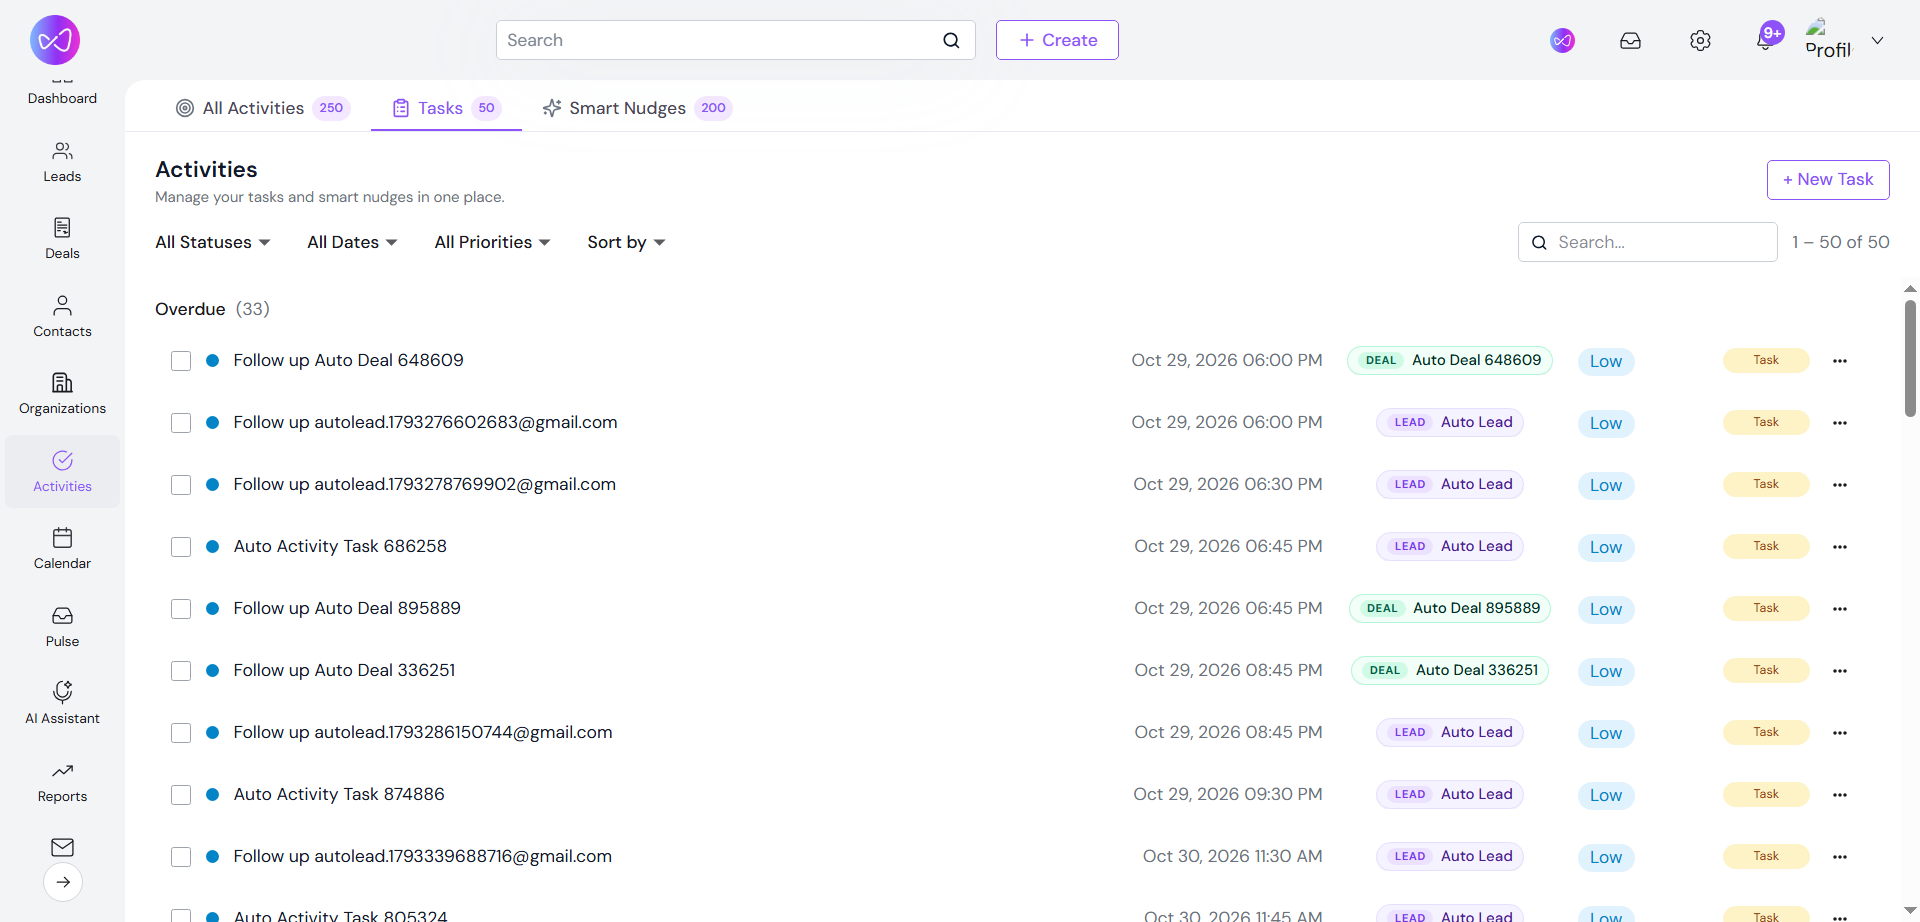 Search
+ Create
9+
Profil
Dashboard
Leads
Deals
Contacts
Organizations
Activities
Calendar
Pulse
AI Assistant
Reports
All Activities 250
Tasks 50
Smart Nudges 200
Activities
Manage your tasks and smart nudges in one place.
+ New Task
All Statuses
All Dates
All Priorities
Sort by
Search...
1 – 50 of 50
Overdue (33)
Follow up Auto Deal 648609 Oct 29, 2026 06:00 PM DEAL Auto Deal 648609 Low Task
Follow up autolead.1793276602683@gmail.com Oct 29, 2026 06:00 PM LEAD Auto Lead Low Task
Follow up autolead.1793278769902@gmail.com Oct 29, 2026 06:30 PM LEAD Auto Lead Low Task
Auto Activity Task 686258 Oct 29, 2026 06:45 PM LEAD Auto Lead Low Task
Follow up Auto Deal 895889 Oct 29, 2026 06:45 PM DEAL Auto Deal 895889 Low Task
Follow up Auto Deal 336251 Oct 29, 2026 08:45 PM DEAL Auto Deal 336251 Low Task
Follow up autolead.1793286150744@gmail.com Oct 29, 2026 08:45 PM LEAD Auto Lead Low Task
Auto Activity Task 874886 Oct 29, 2026 09:30 PM LEAD Auto Lead Low Task
Follow up autolead.1793339688716@gmail.com Oct 30, 2026 11:30 AM LEAD Auto Lead Low Task
Auto Activity Task 805324 Oct 30, 2026 11:45 AM LEAD Auto Lead Low Task